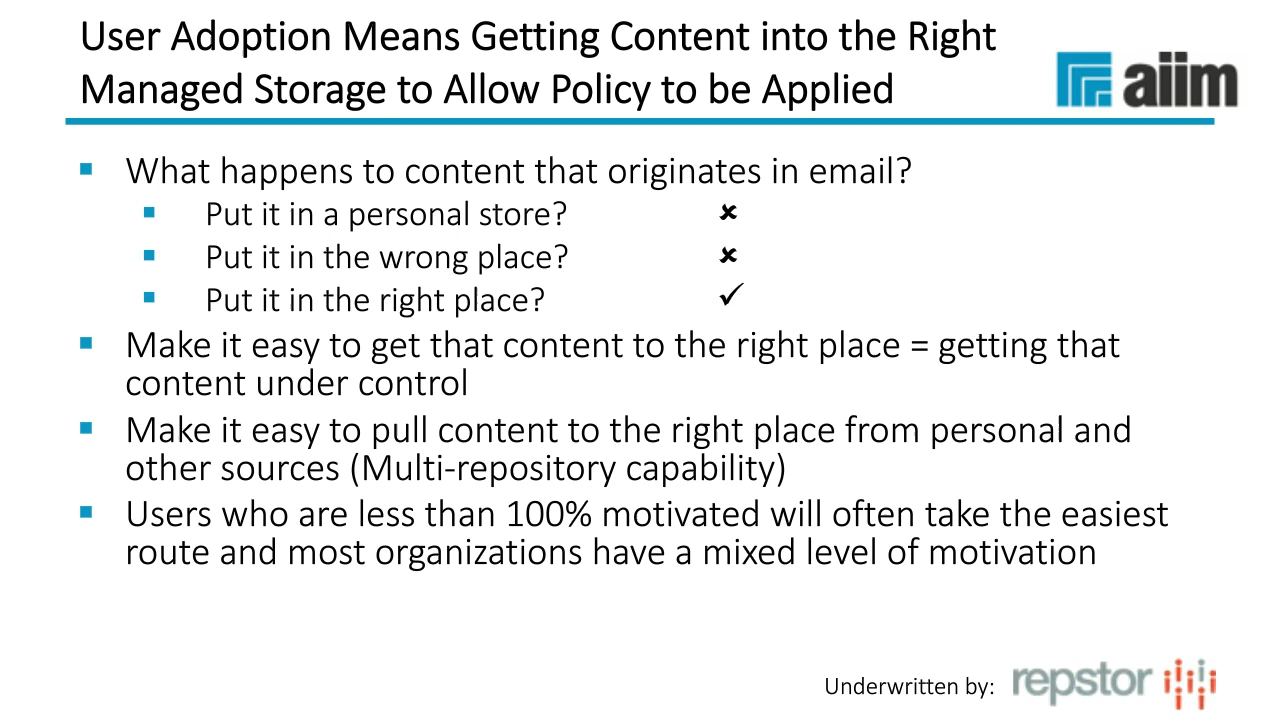 User Adoption Means Getting Content into the Right
Managed Storage to Allow Policy to be Applied
aiim
What happens to content that originates in email?
Put it in a personal store? ×
Put it in the wrong place? ×
Put it in the right place? ✓
Make it easy to get that content to the right place = getting that
content under control
Make it easy to pull content to the right place from personal and
other sources (Multi-repository capability)
Users who are less than 100% motivated will often take the easiest
route and most organizations have a mixed level of motivation
Underwritten by: repstor